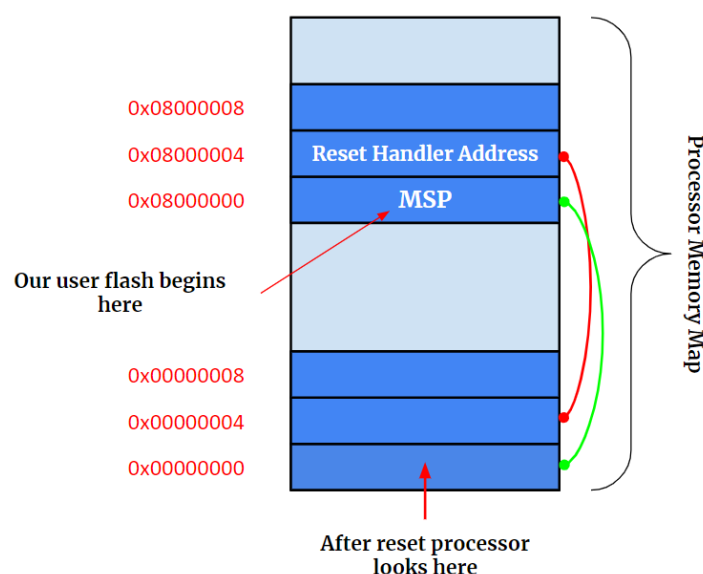 0x08000008
0x08000004
Reset Handler Address
0x08000000
MSP
Our user flash begins
here
0x00000008
0x00000004
0x00000000
After reset processor
looks here
Processor Memory Map